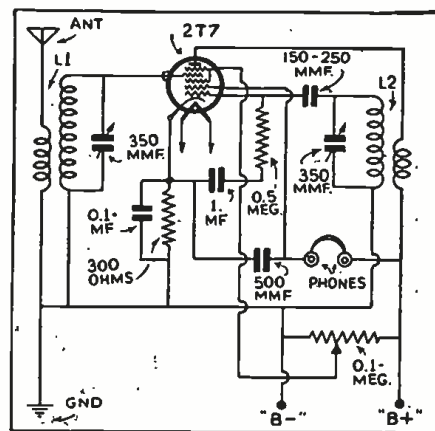 ANT
2T7
L1
150-250
MMF.
L2
350
MMF.
350
MMF.
0.1-
MF
1.
MF
0.5
MEG.
300
OHMS
500
MMF
PHONES
0.1-
MEG.
GND
"B-"
"B+"